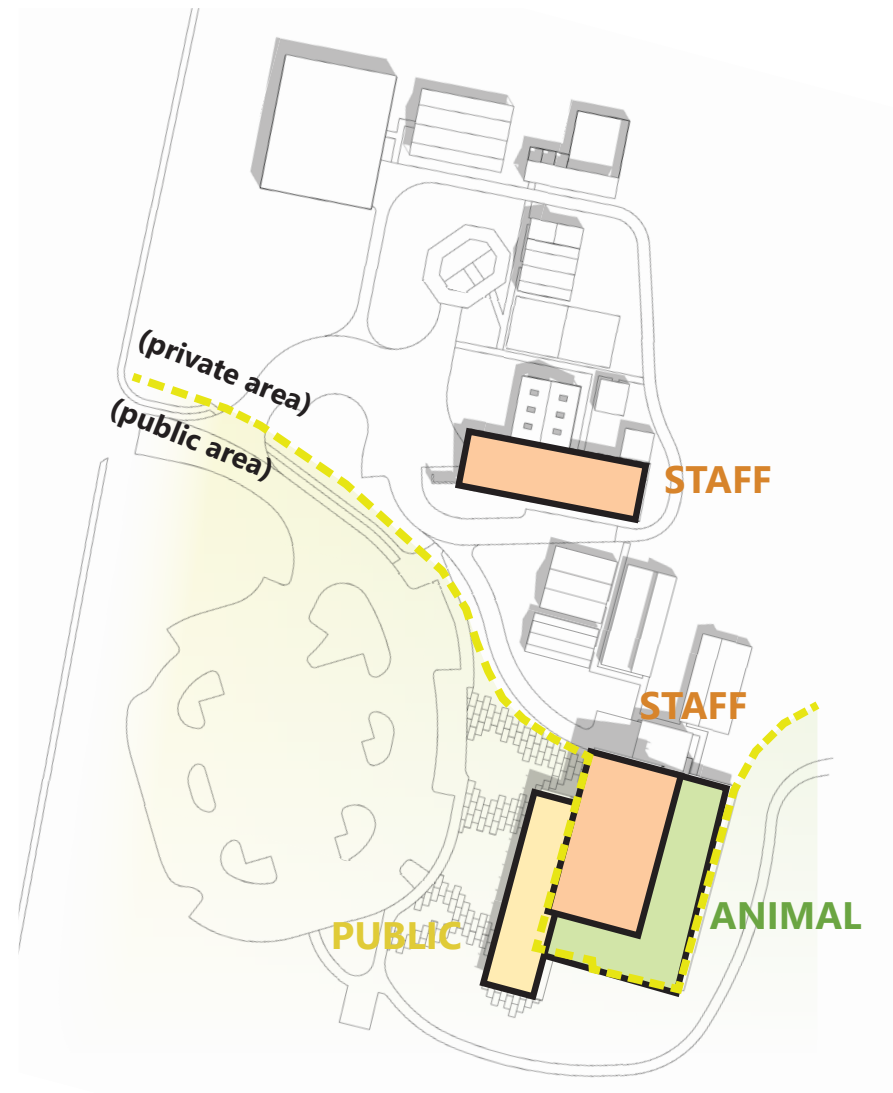 (private area)
(public area)
STAFF
STAFF
ANIMAL
PUBLIC